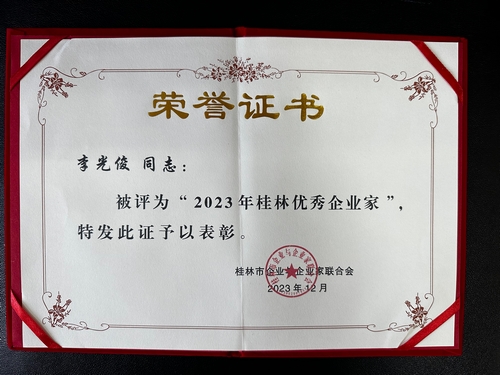 荣誉证书
李光俊 同志：
被评为“2023年桂林优秀企业家”，
特发此证予以表彰。
桂林市企业与企业家联合会
2023年12月